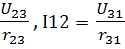 U23/r23, I12 = U31/r31